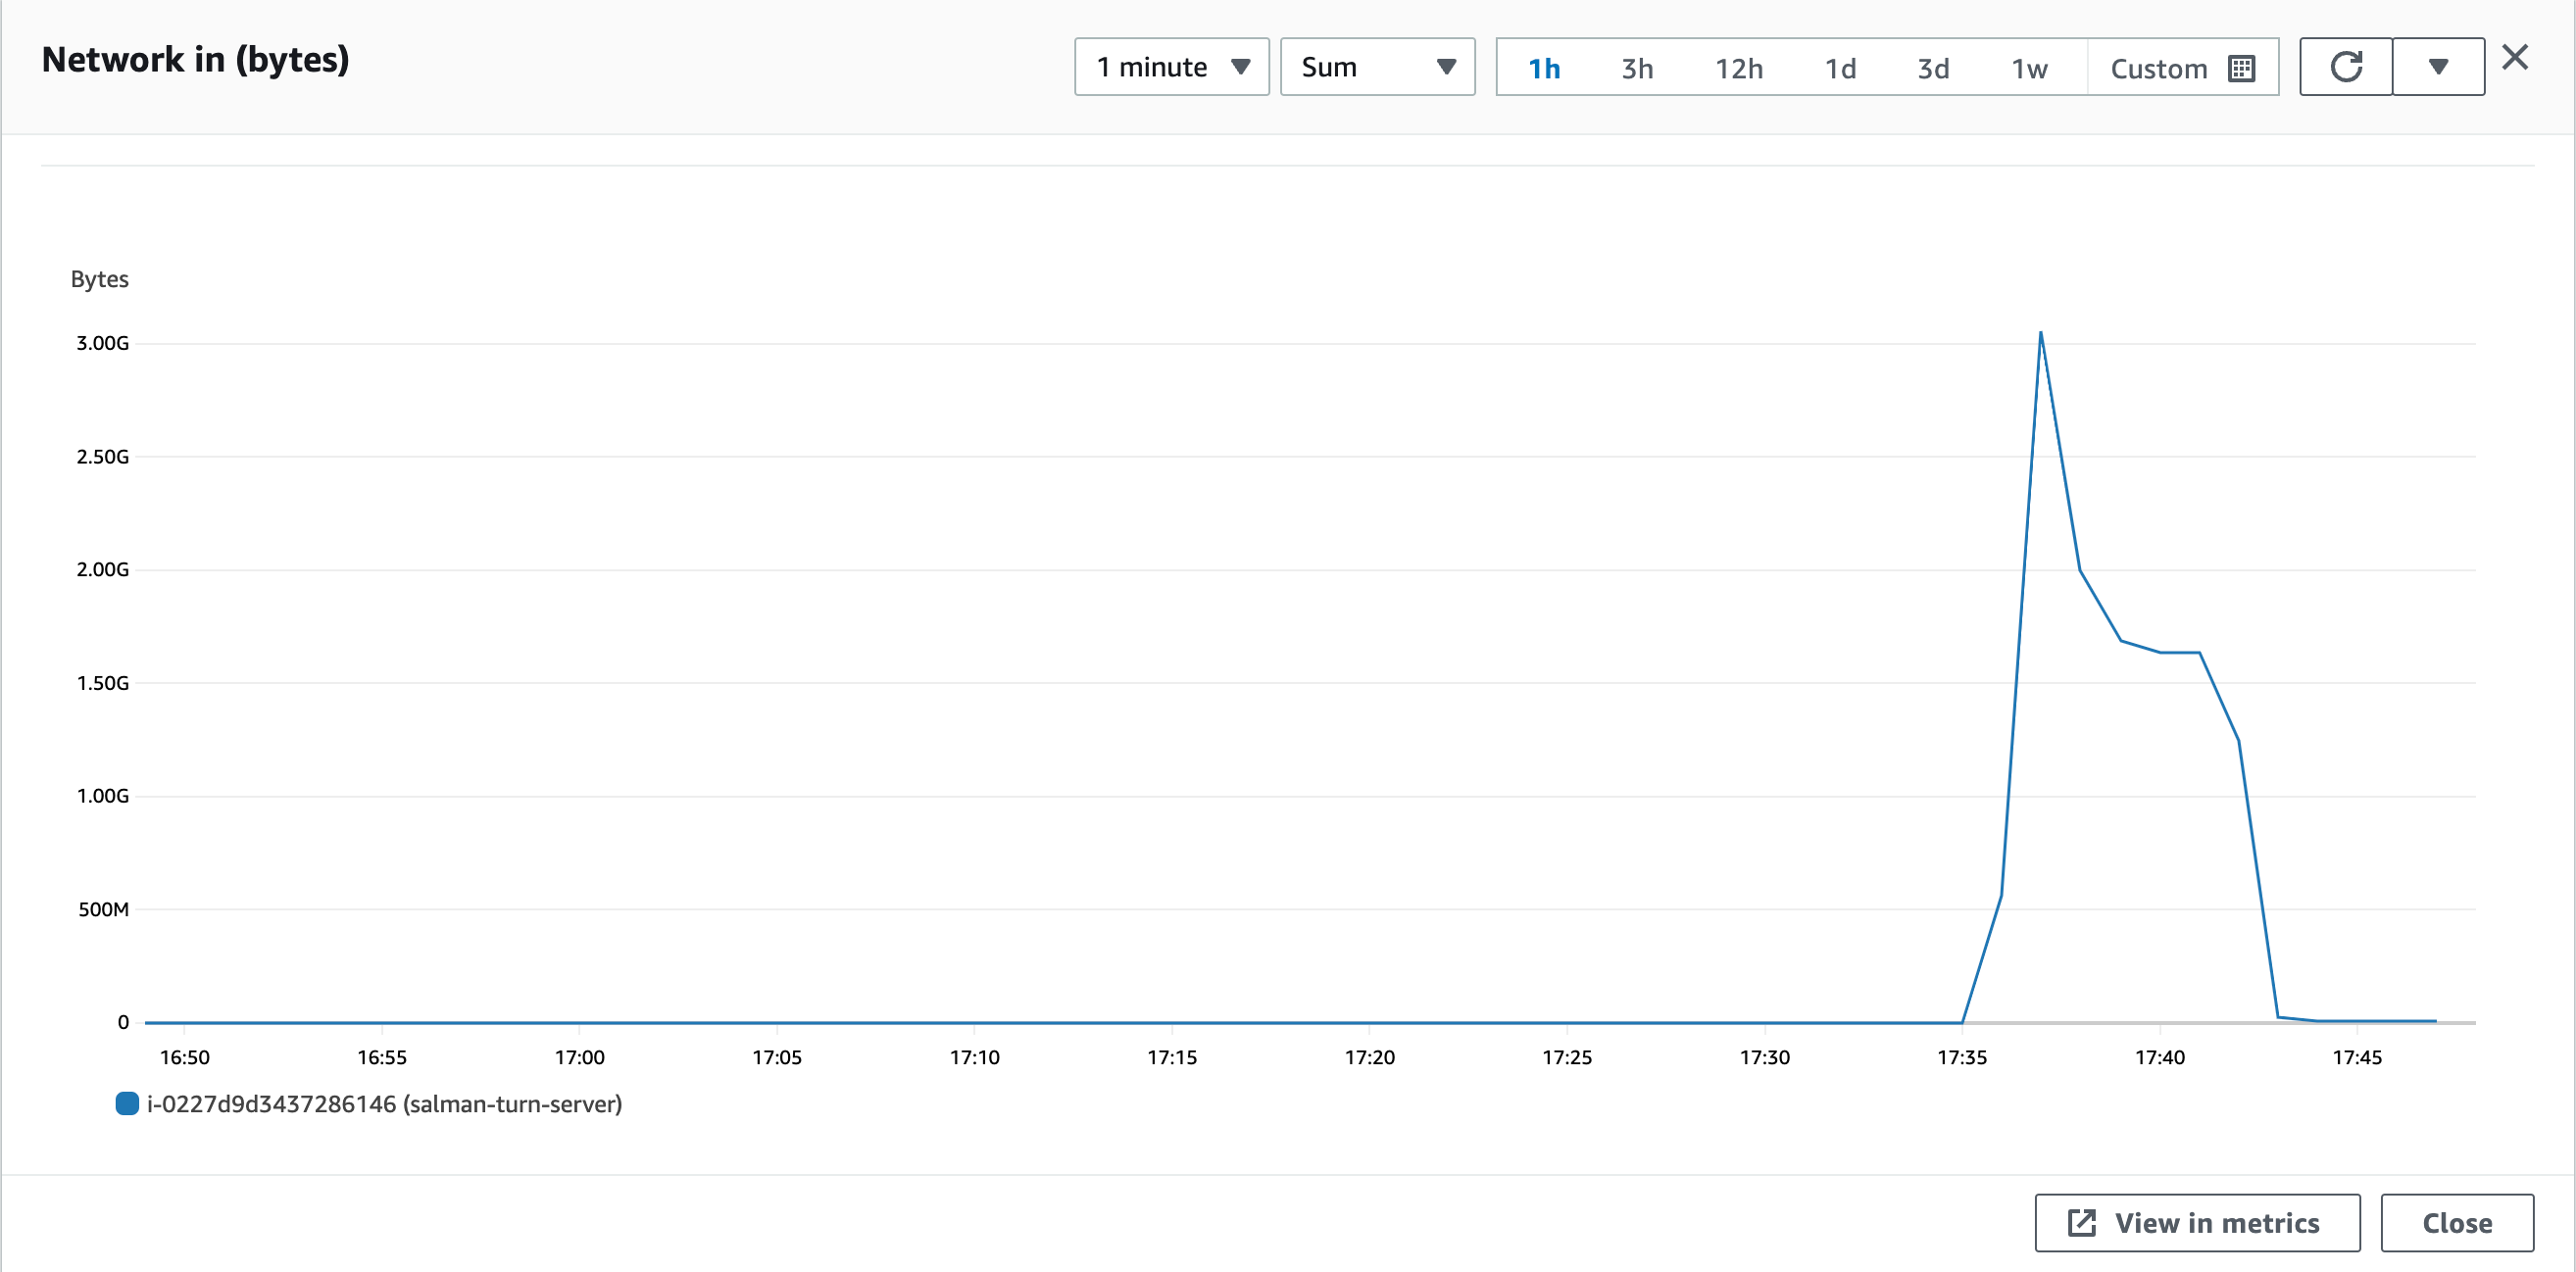 Network in (bytes)
1 minute
Sum
1h 3h 12h 1d 3d 1w Custom
Bytes
3.00G
2.50G
2.00G
1.50G
1.00G
500M
0
16:50 16:55 17:00 17:05 17:10 17:15 17:20 17:25 17:30 17:35 17:40 17:45
i-0227d9d3437286146 (salman-turn-server)
View in metrics
Close